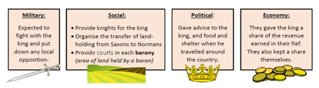 Military:
Expected to
fight with the
king and put
down any local
opposition.
Social:
• Provide knights for the king
• Organise the transfer of land-
holding from Saxons to Normans
• Provide courts in each barony
(area of land held by a baron)
Political:
Gave advice to the
king, and food and
shelter when he
travelled around
the country.
Economy:
They gave the king a
share of the revenue
earned in their fief.
They also kept a share
themselves.